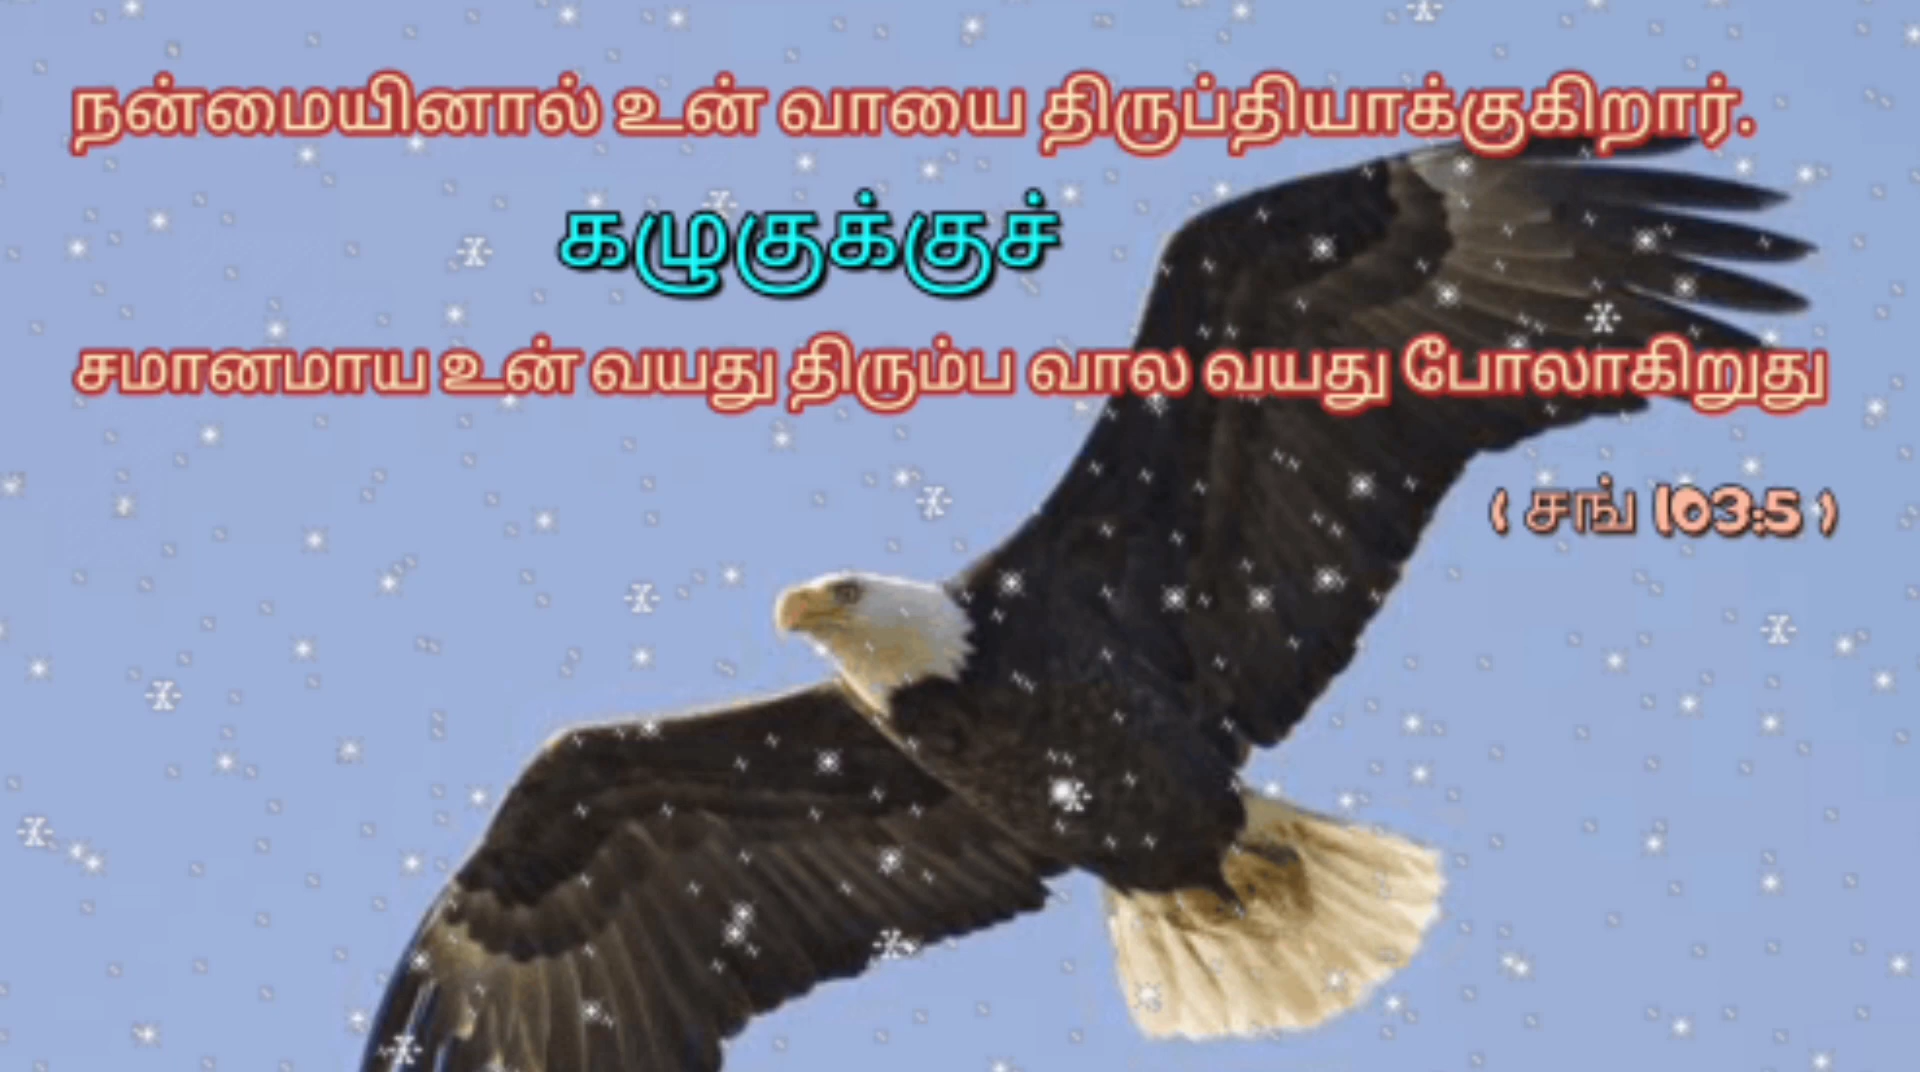 நன்மையினால் உன் வாயை திருப்தியாக்குகிறார்.
கழுகுக்குச்
சமானமாய உன் வயது திரும்ப வால வயது போலாகிறுது
( சங் 103:5 )